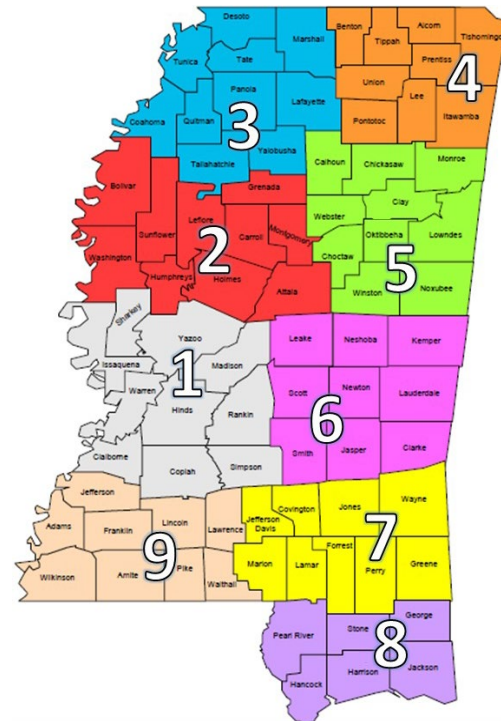 Desoto
Marshall
Benton
Alcorn
Tippah
Tishomingo
Tunica
Tate
Prentiss
4
Panola
Union
Lee
Lafayette
Itawamba
Coahoma
Quitman
3
Pontotoc
Yalobusha
Tallahatchie
Calhoun
Chickasaw
Monroe
Bolivar
Grenada
Clay
Leflore
Webster
Sunflower
2
Carroll
Montgomery
Oktibbeha
Lowndes
Washington
Choctaw
5
Humphreys
Holmes
Attala
Winston
Noxubee
Sharkey
Yazoo
Leake
Neshoba
Kemper
Issaquena
Madison
1
Warren
Scott
Newton
Lauderdale
Hinds
Rankin
6
Claiborne
Smith
Jasper
Clarke
Copiah
Simpson
Jefferson
Wayne
Adams
Lincoln
Covington
Jones
Franklin
Lawrence
Jefferson
Davis
7
9
Forrest
Marion
Lamar
Greene
Wilkinson
Amite
Pike
Walthall
Perry
George
Pearl River
Stone
8
Harrison
Jackson
Hancock